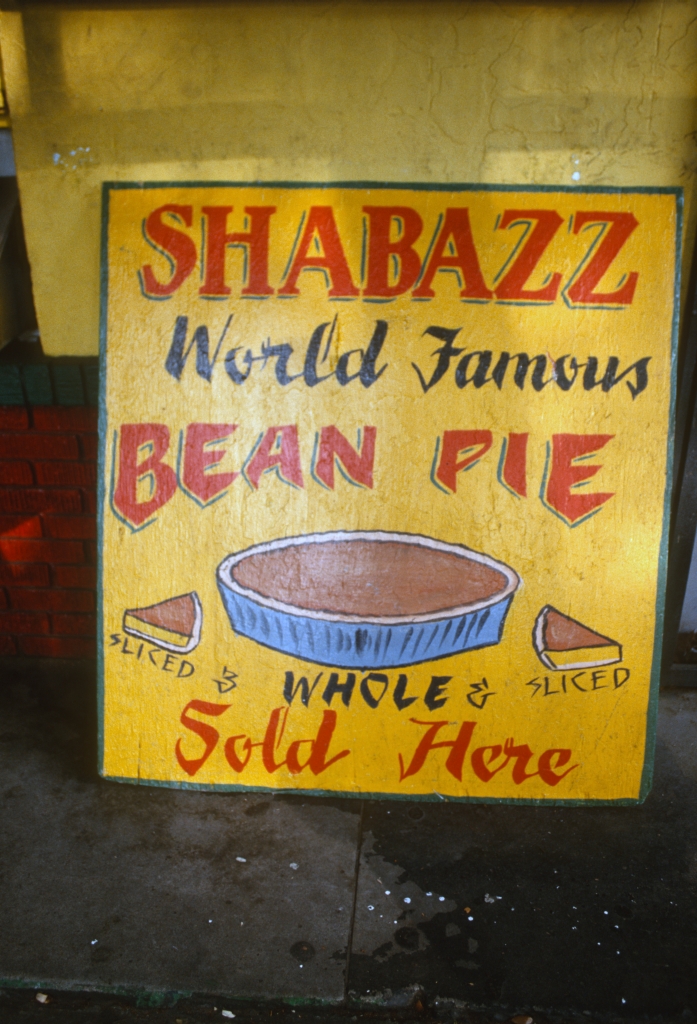 SHABAZZ
World Famous
BEAN PIE
SLICED & WHOLE & SLICED
Sold Here